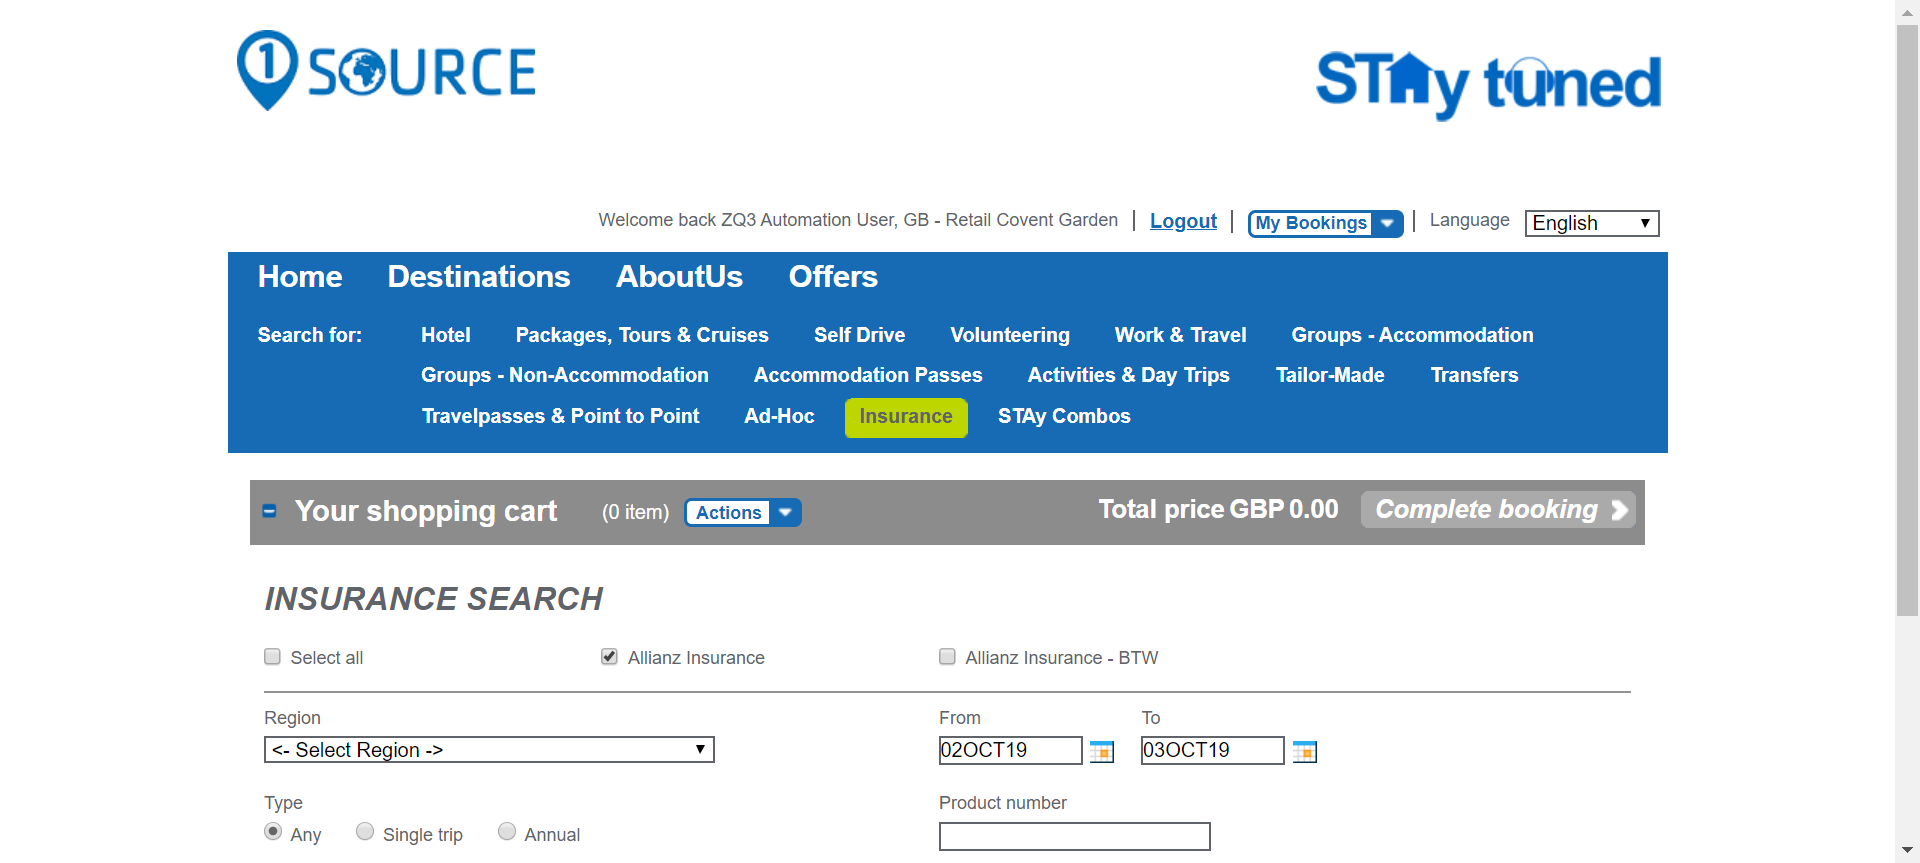 1 SOURCE
STAy tuned
Welcome back ZQ3 Automation User, GB - Retail Covent Garden | Logout | My Bookings | Language English
Home Destinations AboutUs Offers
Search for: Hotel Packages, Tours & Cruises Self Drive Volunteering Work & Travel Groups - Accommodation
Groups - Non-Accommodation Accommodation Passes Activities & Day Trips Tailor-Made Transfers
Travelpasses & Point to Point Ad-Hoc Insurance STAy Combos
Your shopping cart (0 item) Actions Total price GBP 0.00 Complete booking
INSURANCE SEARCH
Select all Allianz Insurance Allianz Insurance - BTW
Region From To
<- Select Region -> 02OCT19 03OCT19
Type Product number
Any Single trip Annual